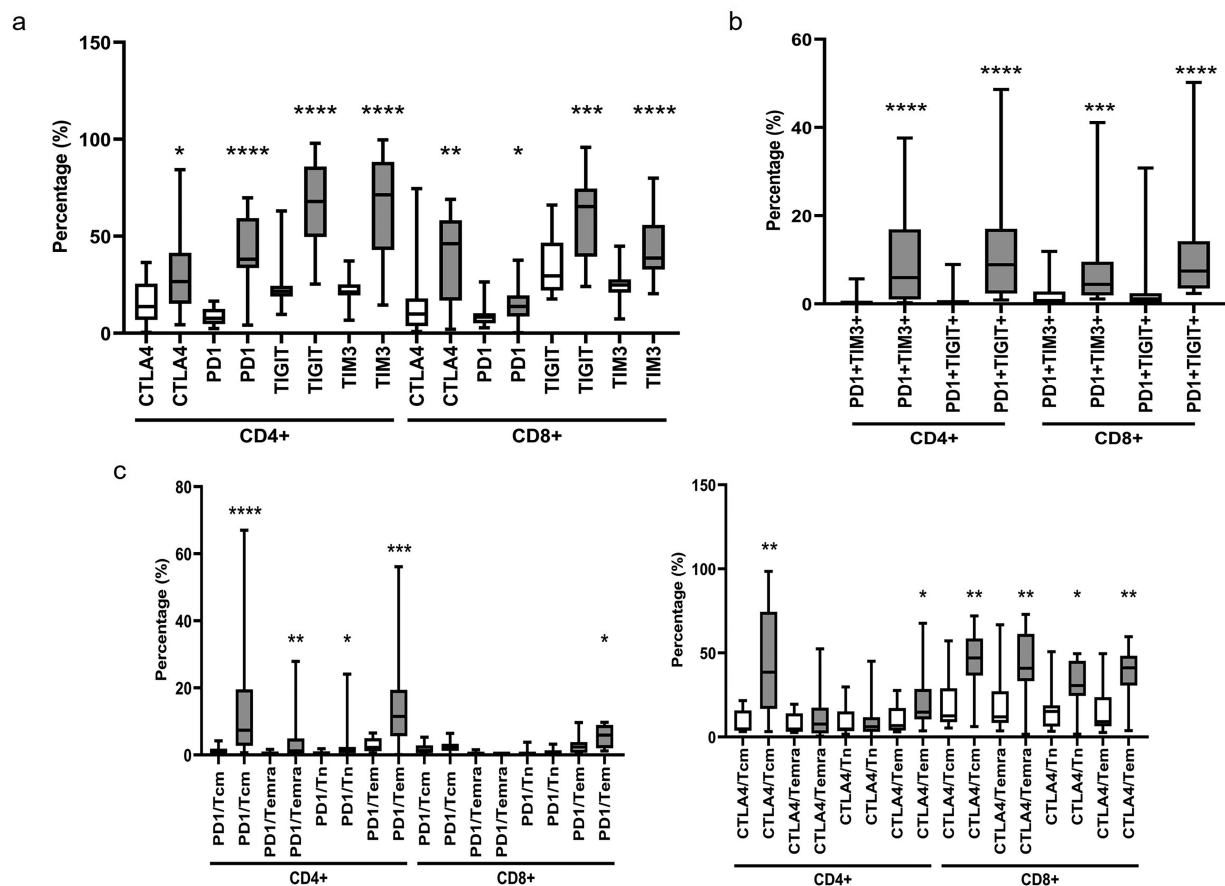 a
150
100
50
0
Percentage (%)
*
****
****
****
**
*
***
****
CTLA4
CTLA4
PD1
PD1
TIGIT
TIGIT
TIM3
TIM3
CTLA4
CTLA4
PD1
PD1
TIGIT
TIGIT
TIM3
TIM3
CD4+
CD8+
b
60
40
20
0
Percentage (%)
****
****
***
****
PD1+TIM3+
PD1+TIM3+
PD1+TIGIT+
PD1+TIGIT+
PD1+TIM3+
PD1+TIM3+
PD1+TIGIT+
PD1+TIGIT+
CD4+
CD8+
c
80
60
40
20
0
Percentage (%)
****
**
*
***
*
PD1/Tcm
PD1/Tcm
PD1/Temra
PD1/Temra
PD1/Tn
PD1/Tn
PD1/Tem
PD1/Tem
PD1/Tcm
PD1/Tcm
PD1/Temra
PD1/Temra
PD1/Tn
PD1/Tn
PD1/Tem
PD1/Tem
CD4+
CD8+
150
100
50
0
Percentage (%)
**
*
**
**
*
**
CTLA4/Tcm
CTLA4/Tcm
CTLA4/Temra
CTLA4/Temra
CTLA4/Tn
CTLA4/Tn
CTLA4/Tem
CTLA4/Tem
CTLA4/Tcm
CTLA4/Tcm
CTLA4/Temra
CTLA4/Temra
CTLA4/Tn
CTLA4/Tn
CTLA4/Tem
CTLA4/Tem
CD4+
CD8+